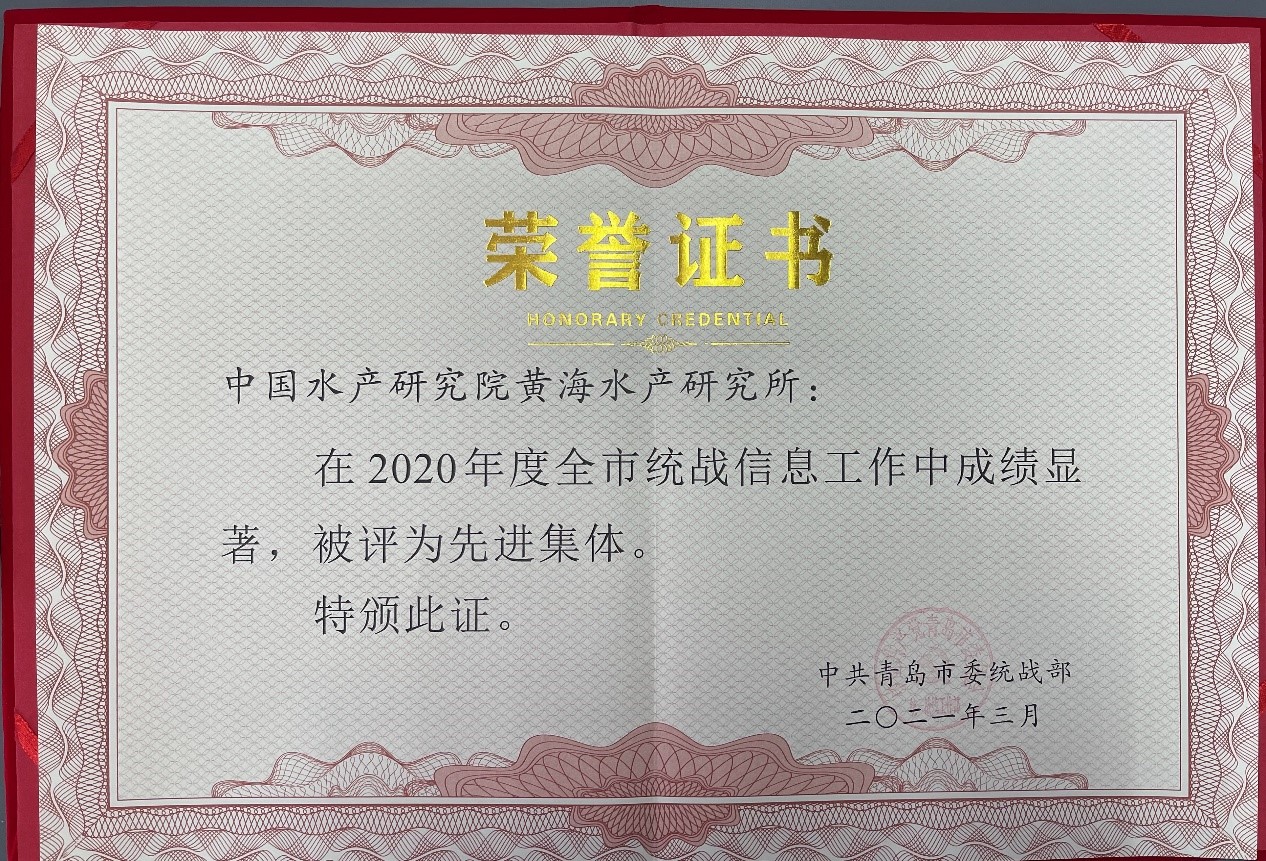 荣誉证书
HONORARY CREDENTIAL
中国水产研究院黄海水产研究所：
在2020年度全市统战信息工作中成绩显
著，被评为先进集体。
特颁此证。
中共青岛市委统战部
二〇二一年三月